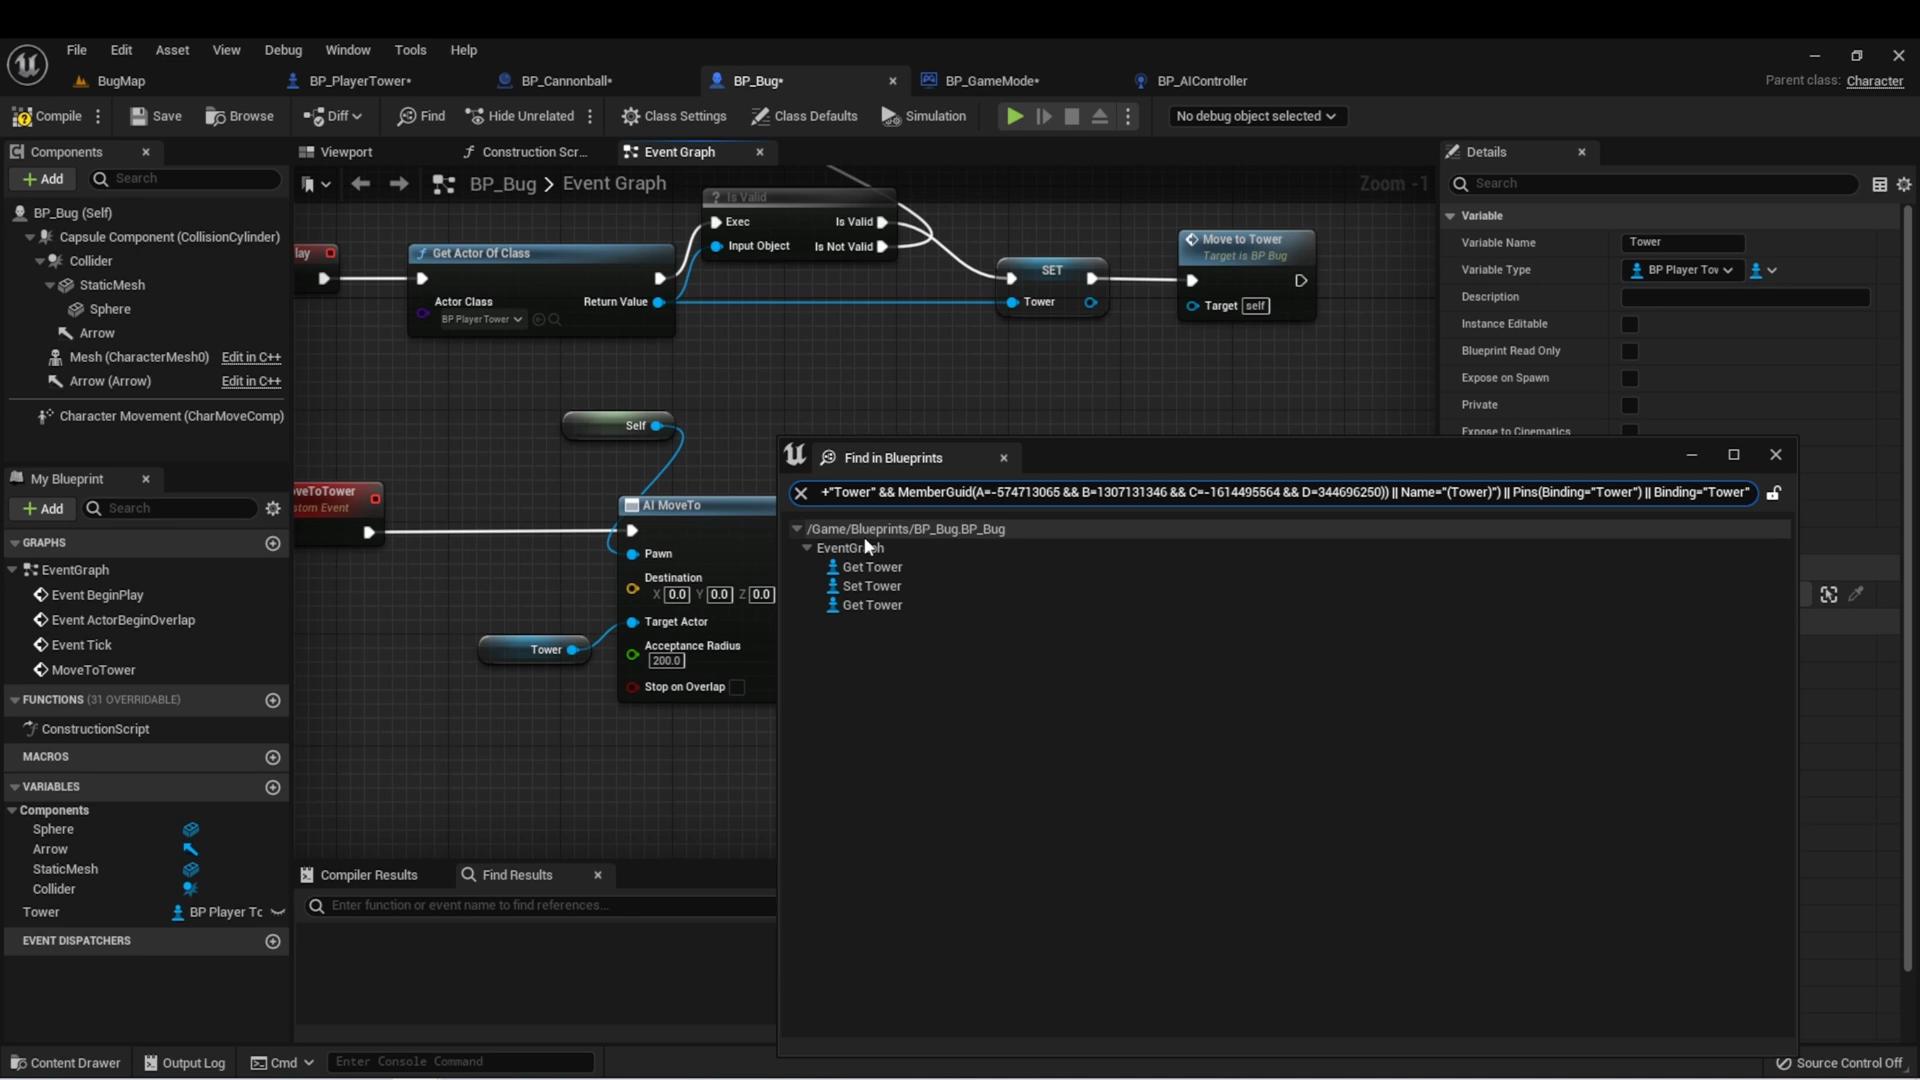 File Edit Asset View Debug Window Tools Help
BugMap BP_PlayerTower* BP_Cannonball* BP_Bug* BP_GameMode* BP_AIController
Parent class: Character
Compile Save Browse Diff Find Hide Unrelated Class Settings Class Defaults Simulation No debug object selected
Components
Add Search
BP_Bug (Self)
Capsule Component (CollisionCylinder)
Collider
StaticMesh
Sphere
Arrow
Mesh (CharacterMesh0) Edit in C++
Arrow (Arrow) Edit in C++
Character Movement (CharMoveComp)
My Blueprint
Add Search
GRAPHS
EventGraph
Event BeginPlay
Event ActorBeginOverlap
Event Tick
MoveToTower
FUNCTIONS (31 OVERRIDABLE)
ConstructionScript
MACROS
VARIABLES
Components
Sphere
Arrow
StaticMesh
Collider
Tower BP Player Tc
EVENT DISPATCHERS
Viewport Construction Scr... Event Graph
BP_Bug > Event Graph
Zoom -1
lay
Get Actor Of Class
Actor Class
BP Player Tower
Return Value
Is Valid
Exec Is Valid
Input Object Is Not Valid
SET
Tower
Move to Tower
Target is BP Bug
Target self
Self
oveToTower
stom Event
AI MoveTo
Pawn
Destination
X 0.0 Y 0.0 Z 0.0
Target Actor
Acceptance Radius
200.0
Stop on Overlap
Tower
Compiler Results Find Results
Enter function or event name to find references...
Find in Blueprints
+"Tower" && MemberGuid(A=-574713065 && B=1307131346 && C=-1614495564 && D=344696250)) || Name="(Tower)") || Pins(Binding="Tower") || Binding="Tower"
/Game/Blueprints/BP_Bug.BP_Bug
EventGraph
Get Tower
Set Tower
Get Tower
Details
Search
Variable
Variable Name Tower
Variable Type BP Player Tov
Description
Instance Editable
Blueprint Read Only
Expose on Spawn
Private
Expose to Cinematics
Content Drawer Output Log Cmd Enter Console Command
Source Control Off